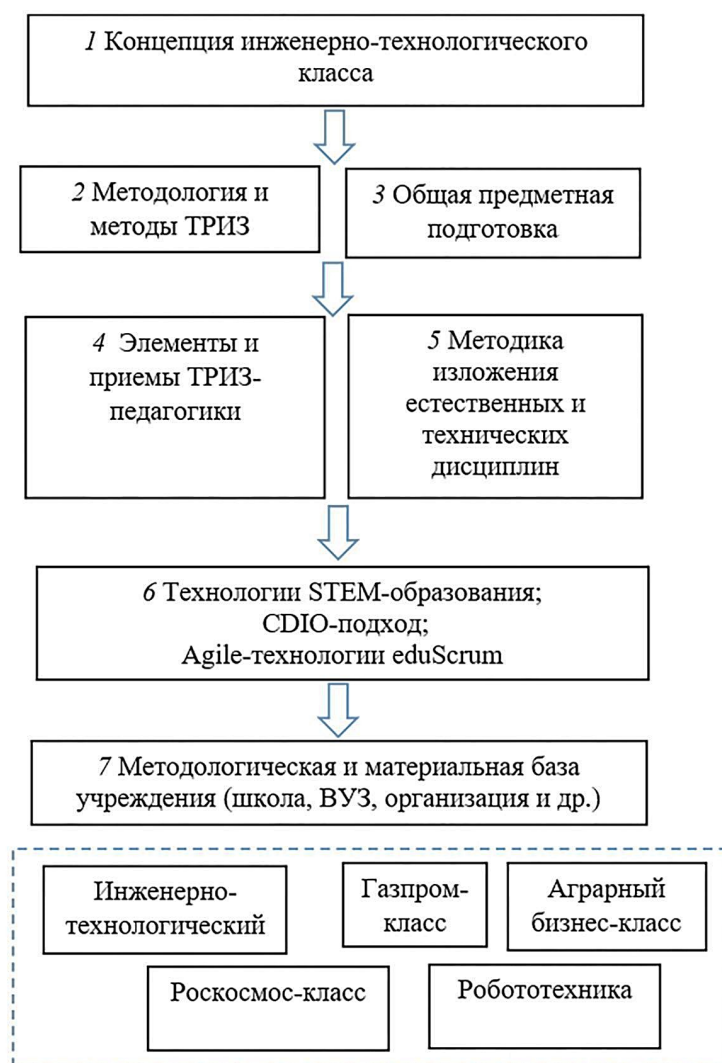 1 Концепция инженерно-технологического
класса
2 Методология и
методы ТРИЗ
3 Общая предметная
подготовка
4 Элементы и
приемы ТРИЗ-
педагогики
5 Методика
изложения
естественных и
технических
дисциплин
6 Технологии STEM-образования;
CDIO-подход;
Agile-технологии eduScrum
7 Методологическая и материальная база
учреждения (школа, ВУЗ, организация и др.)
Инженерно-
технологический
Газпром-
класс
Аграрный
бизнес-класс
Роскосмос-класс
Робототехника